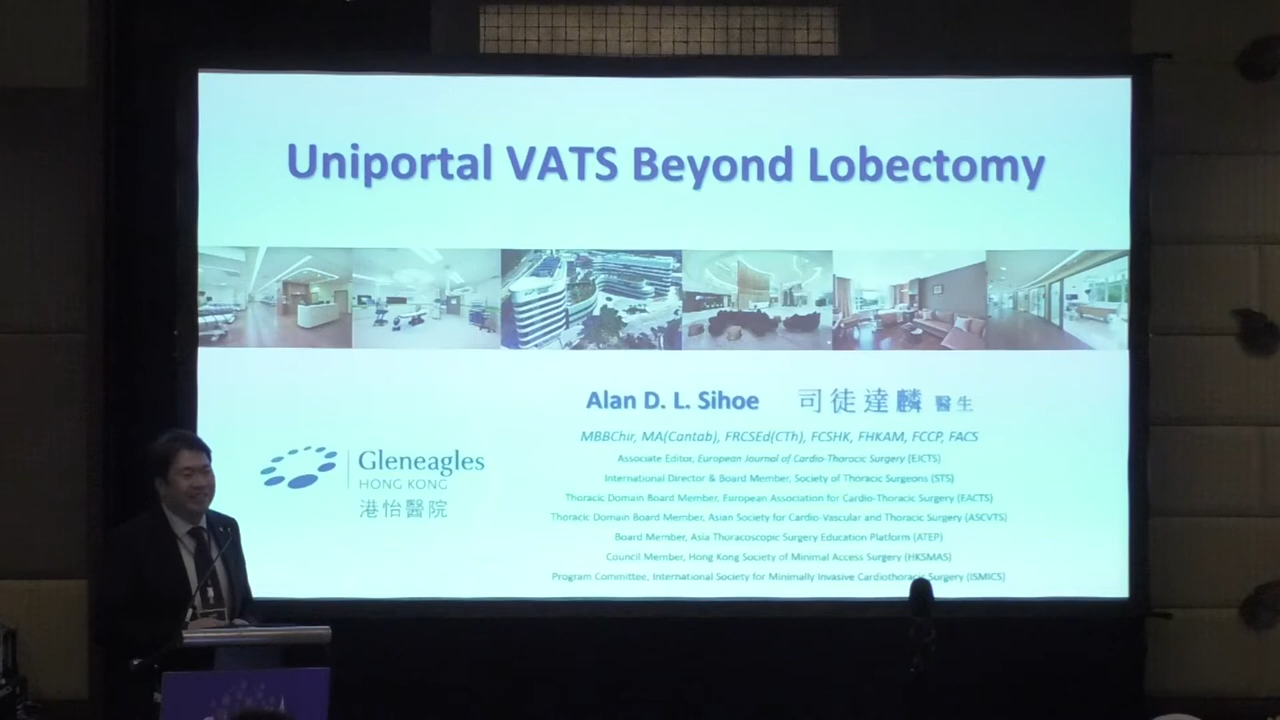 Uniportal VATS Beyond Lobectomy
Alan D. L. Sihoe 司徒達麟 醫生
MBBChir, MA(Cantab), FRCSEd(CTh), FCSHK, FHKAM, FCCP, FACS
Associate Editor, European Journal of Cardio-Thoracic Surgery (EJCTS)
International Director & Board Member, Society of Thoracic Surgeons (STS)
Thoracic Domain Board Member, European Association for Cardio-Thoracic Surgery (EACTS)
Thoracic Domain Board Member, Asian Society for Cardio-Vascular and Thoracic Surgery (ASCVTS)
Board Member, Asia Thoracoscopic Surgery Education Platform (ATEP)
Council Member, Hong Kong Society of Minimal Access Surgery (HKSMAS)
Program Committee, International Society for Minimally Invasive Cardiothoracic Surgery (ISMICS)
Gleneagles
HONG KONG
港怡醫院